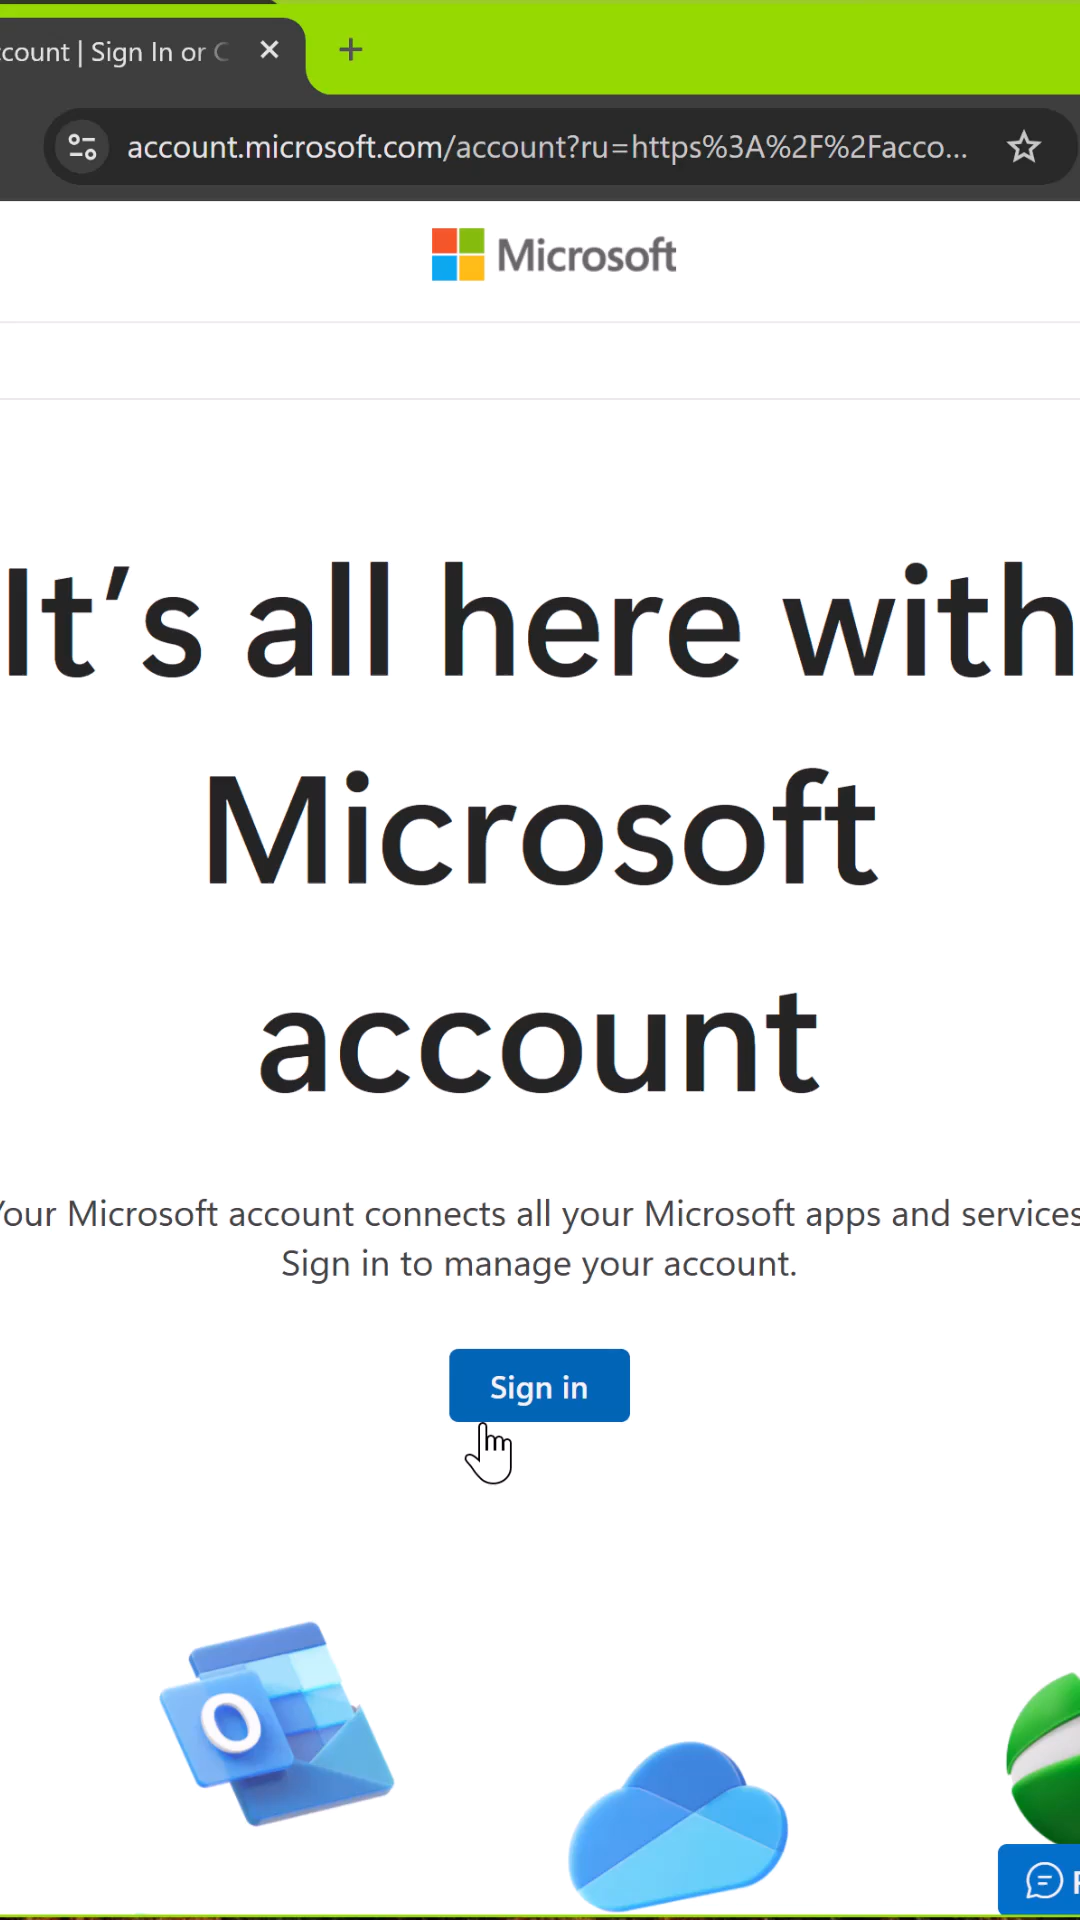 count | Sign In or C
account.microsoft.com/account?ru=https%3A%2F%2Facco...
Microsoft
It's all here with
Microsoft
account
Your Microsoft account connects all your Microsoft apps and services
Sign in to manage your account.
Sign in
O